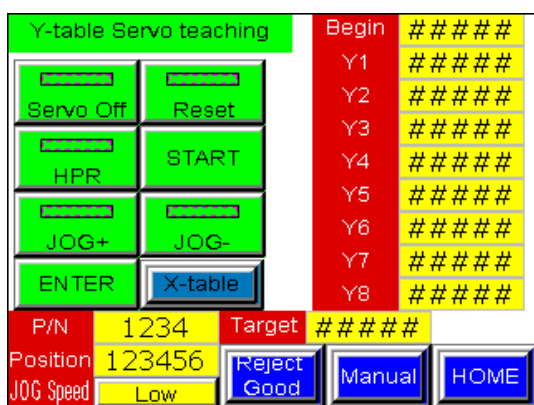 Y-table Servo teaching
Begin #####
Y1 #####
Y2 #####
Y3 #####
Y4 #####
Y5 #####
Y6 #####
Y7 #####
Y8 #####
Servo Off Reset
HPR START
JOG+ JOG-
ENTER X-table
P/N 1234 Target #####
Position 123456
JOG Speed Low
Reject
Good
Manual
HOME